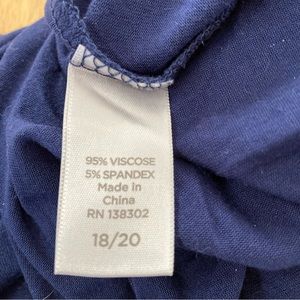 95% VISCOSE
5% SPANDEX
Made in
China
RN 138302
18/20